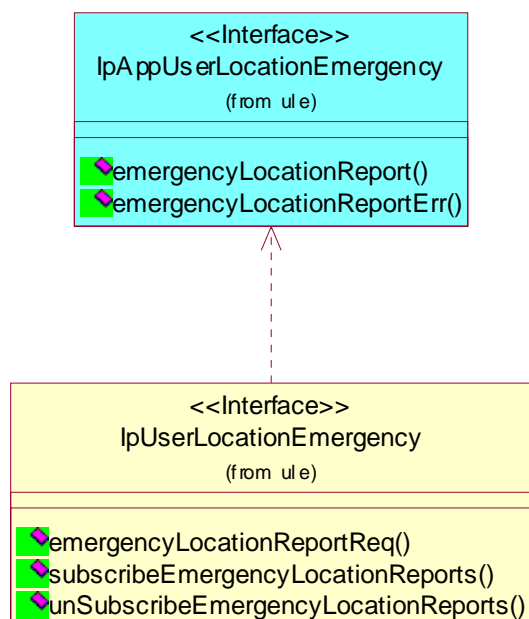 <<Interface>>
IpAppUserLocationEmergency
(from ule)
emergencyLocationReport()
emergencyLocationReportErr()
<<Interface>>
IpUserLocationEmergency
(from ule)
emergencyLocationReportReq()
subscribeEmergencyLocationReports()
unSubscribeEmergencyLocationReports()